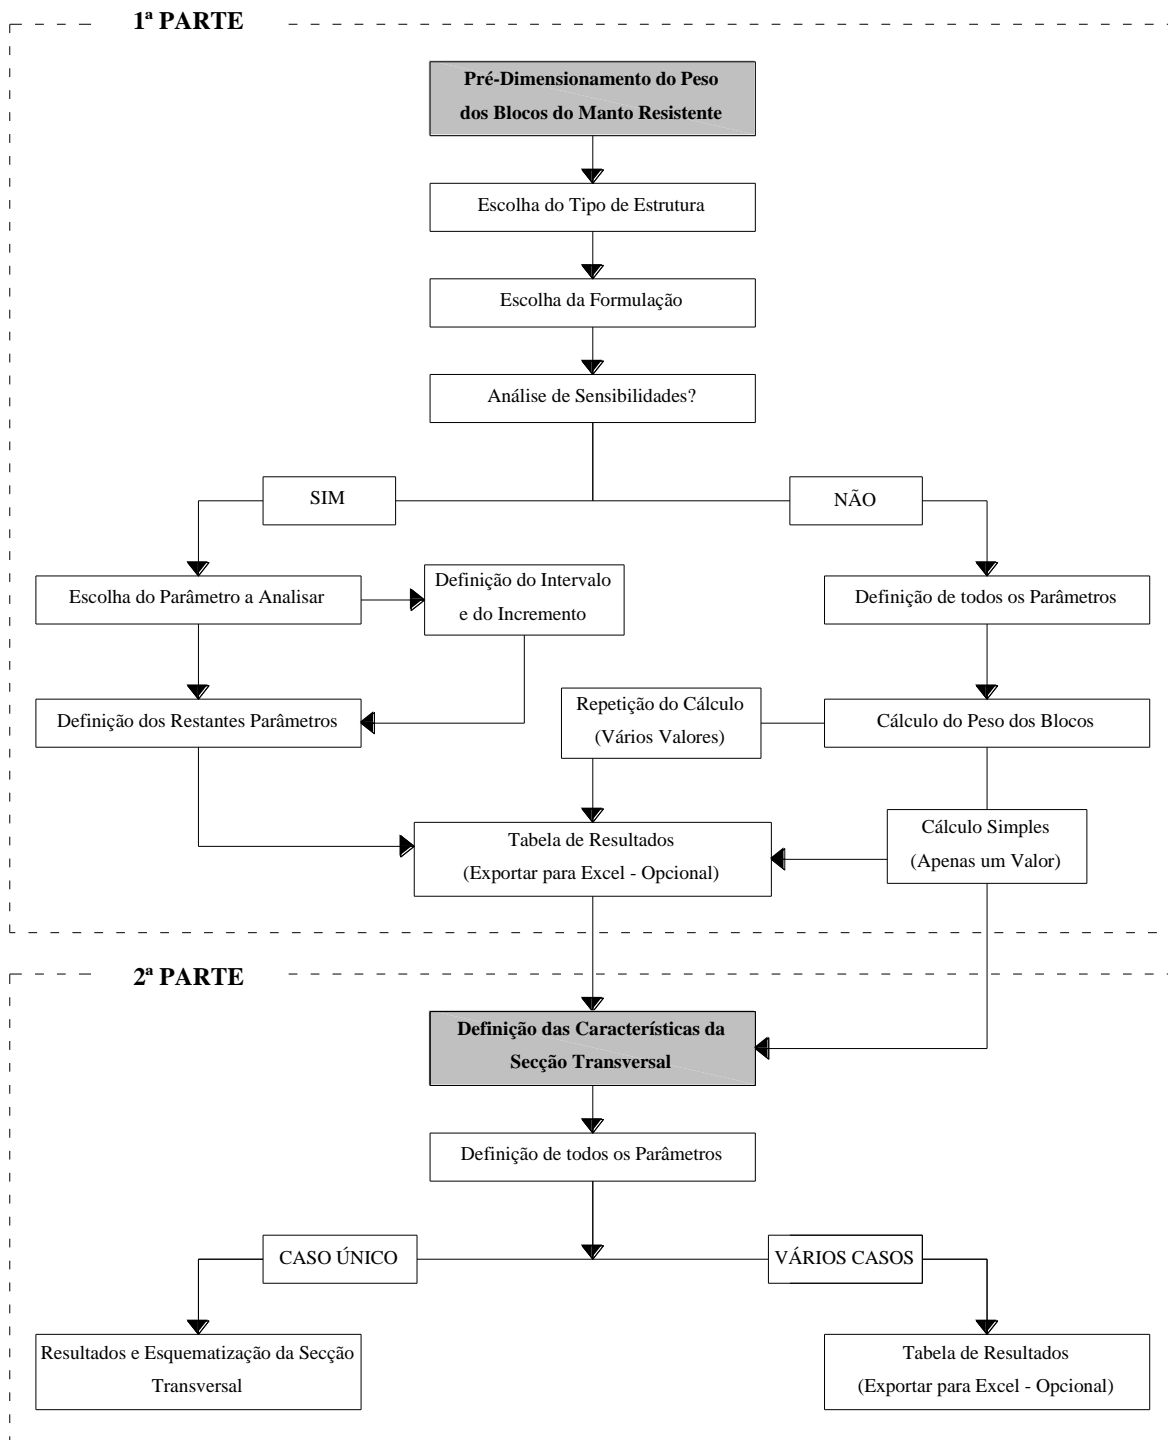 1ª PARTE
Pré-Dimensionamento do Peso
dos Blocos do Manto Resistente
Escolha do Tipo de Estrutura
Escolha da Formulação
Análise de Sensibilidades?
SIM
NÃO
Escolha do Parâmetro a Analisar
Definição do Intervalo
e do Incremento
Definição de todos os Parâmetros
Definição dos Restantes Parâmetros
Repetição do Cálculo
(Vários Valores)
Cálculo do Peso dos Blocos
Tabela de Resultados
(Exportar para Excel - Opcional)
Cálculo Simples
(Apenas um Valor)
2ª PARTE
Definição das Características da
Secção Transversal
Definição de todos os Parâmetros
CASO ÚNICO
VÁRIOS CASOS
Resultados e Esquematização da Secção
Transversal
Tabela de Resultados
(Exportar para Excel - Opcional)